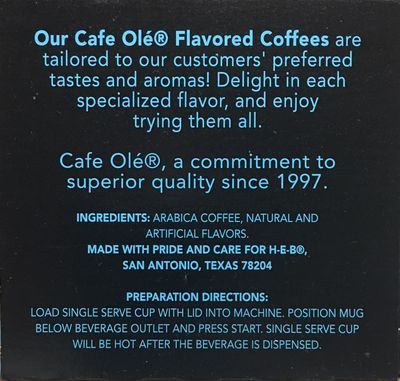 Our Cafe Olé® Flavored Coffees are
tailored to our customers' preferred
tastes and aromas! Delight in each
specialized flavor, and enjoy
trying them all.
Cafe Olé®, a commitment to
superior quality since 1997.
INGREDIENTS: ARABICA COFFEE, NATURAL AND
ARTIFICIAL FLAVORS.
MADE WITH PRIDE AND CARE FOR H-E-B®,
SAN ANTONIO, TEXAS 78204
PREPARATION DIRECTIONS:
LOAD SINGLE SERVE CUP WITH LID INTO MACHINE. POSITION MUG
BELOW BEVERAGE OUTLET AND PRESS START. SINGLE SERVE CUP
WILL BE HOT AFTER THE BEVERAGE IS DISPENSED.